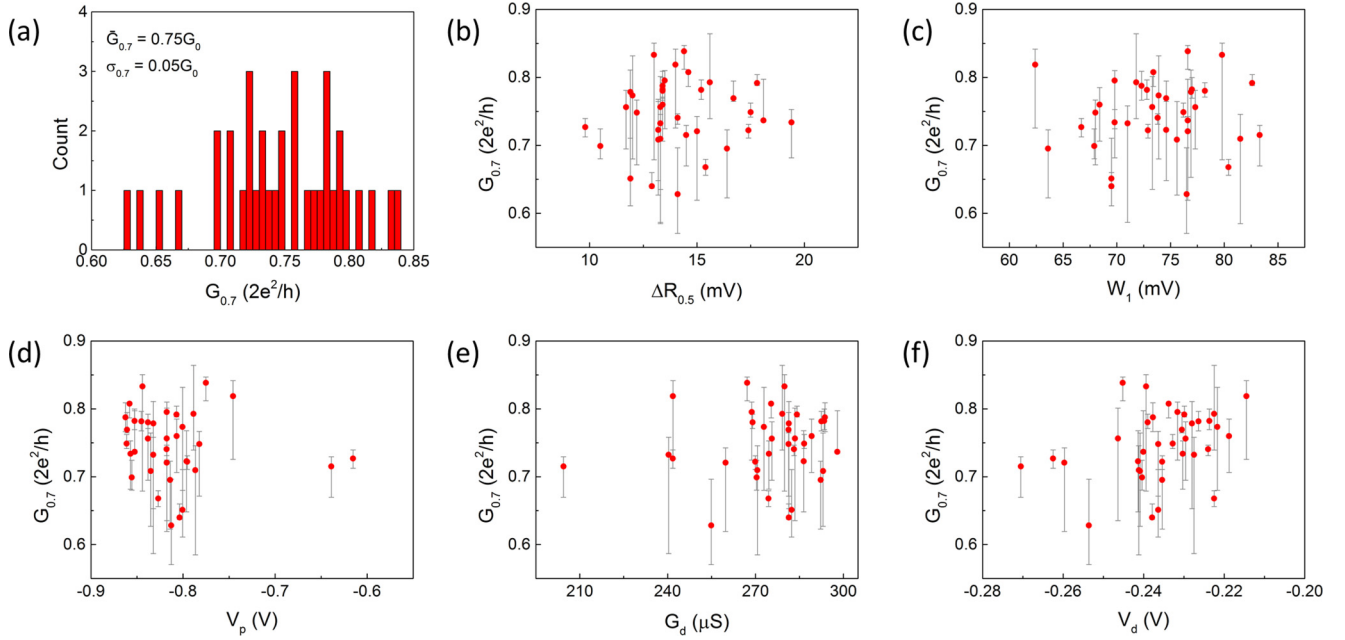 (a)
4
3
2
1
0
Count
Ḡ0.7 = 0.75G0
σ0.7 = 0.05G0
0.60 0.65 0.70 0.75 0.80 0.85
G0.7 (2e²/h)
(b)
0.9
0.8
0.7
0.6
G0.7 (2e²/h)
10 15 20
ΔR0.5 (mV)
(c)
0.9
0.8
0.7
0.6
G0.7 (2e²/h)
60 65 70 75 80 85
W1 (mV)
(d)
0.9
0.8
0.7
0.6
G0.7 (2e²/h)
-0.9 -0.8 -0.7 -0.6
Vp (V)
(e)
0.9
0.8
0.7
0.6
G0.7 (2e²/h)
210 240 270 300
Gd (μS)
(f)
0.9
0.8
0.7
0.6
G0.7 (2e²/h)
-0.28 -0.26 -0.24 -0.22 -0.20
Vd (V)